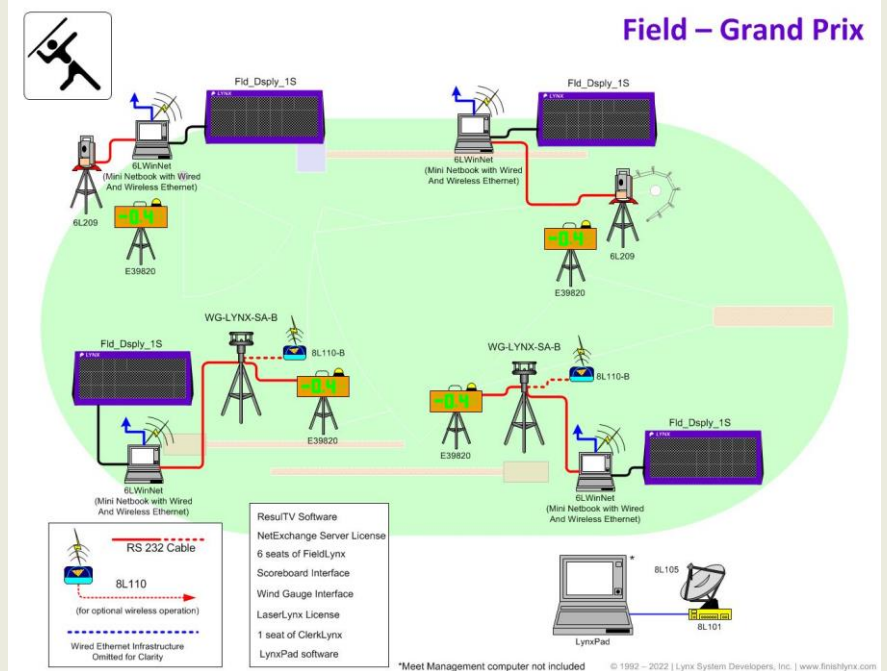 Field – Grand Prix
Fld_Dsply_1S
LYNX
6LWinNet
(Mini Netbook with Wired
And Wireless Ethernet)
6L209
-0.4
E39820
Fld_Dsply_1S
LYNX
6LWinNet
(Mini Netbook with Wired
And Wireless Ethernet)
-0.4
6L209
E39820
WG-LYNX-SA-B
8L110-B
Fld_Dsply_1S
LYNX
-0.4
E39820
6LWinNet
(Mini Netbook with Wired
And Wireless Ethernet)
WG-LYNX-SA-B
8L110-B
-0.4
E39820
Fld_Dsply_1S
LYNX
6LWinNet
(Mini Netbook with Wired
And Wireless Ethernet)
RS 232 Cable
8L110
(for optional wireless operation)
Wired Ethernet Infrastructure
Omitted for Clarity
ResulTV Software
NetExchange Server License
6 seats of FieldLynx
Scoreboard Interface
Wind Gauge Interface
LaserLynx License
1 seat of ClerkLynx
LynxPad software
*
LynxPad
8L105
8L101
*Meet Management computer not included
© 1992 – 2022 | Lynx System Developers, Inc. | www.finishlynx.com